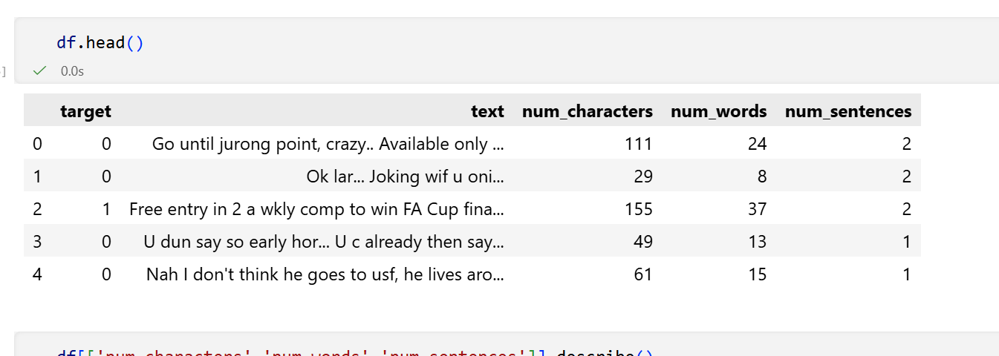 df.head()
] 0.0s
target text num_characters num_words num_sentences
0 0 Go until jurong point, crazy.. Available only ... 111 24 2
1 0 Ok lar... Joking wif u oni... 29 8 2
2 1 Free entry in 2 a wkly comp to win FA Cup fina... 155 37 2
3 0 U dun say so early hor... U c already then say... 49 13 1
4 0 Nah I don't think he goes to usf, he lives aro... 61 15 1
df[['num_characters','num_words','num_sentences']].describe()